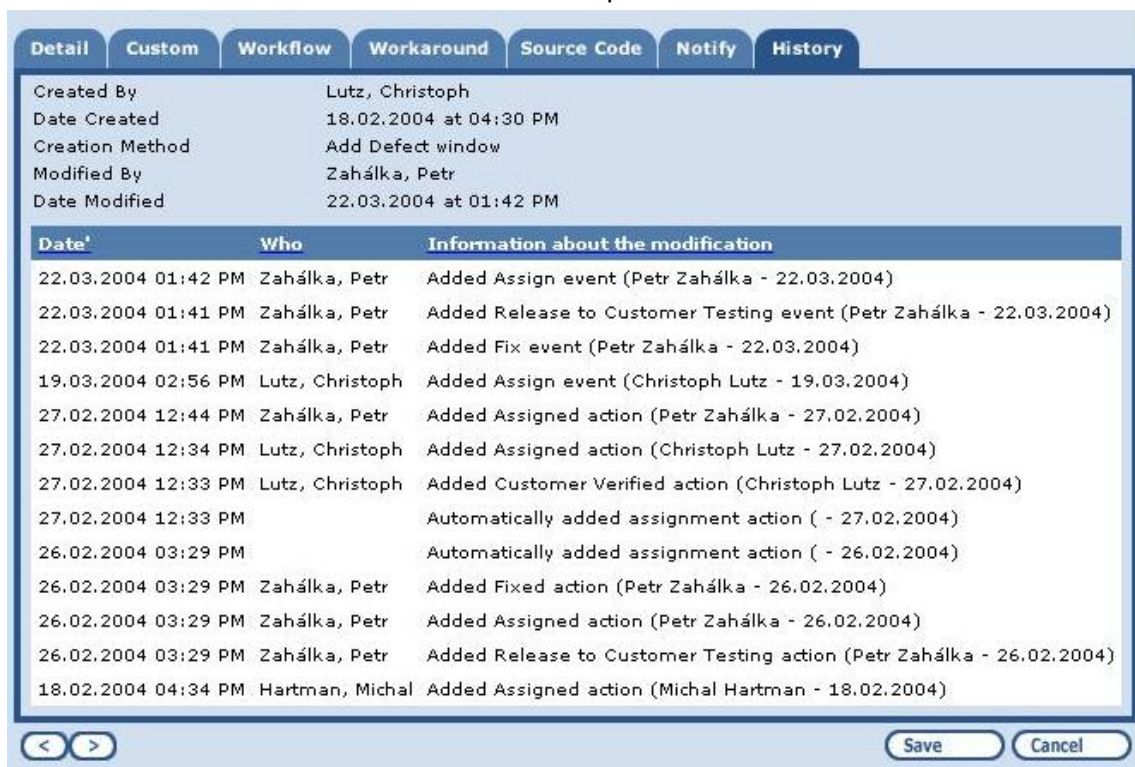 Detail Custom Workflow Workaround Source Code Notify History
Created By Lutz, Christoph
Date Created 18.02.2004 at 04:30 PM
Creation Method Add Defect window
Modified By Zahálka, Petr
Date Modified 22.03.2004 at 01:42 PM
Date' Who Information about the modification
22.03.2004 01:42 PM Zahálka, Petr Added Assign event (Petr Zahálka - 22.03.2004)
22.03.2004 01:41 PM Zahálka, Petr Added Release to Customer Testing event (Petr Zahálka - 22.03.2004)
22.03.2004 01:41 PM Zahálka, Petr Added Fix event (Petr Zahálka - 22.03.2004)
19.03.2004 02:56 PM Lutz, Christoph Added Assign event (Christoph Lutz - 19.03.2004)
27.02.2004 12:44 PM Zahálka, Petr Added Assigned action (Petr Zahálka - 27.02.2004)
27.02.2004 12:34 PM Lutz, Christoph Added Assigned action (Christoph Lutz - 27.02.2004)
27.02.2004 12:33 PM Lutz, Christoph Added Customer Verified action (Christoph Lutz - 27.02.2004)
27.02.2004 12:33 PM Automatically added assignment action ( - 27.02.2004)
26.02.2004 03:29 PM Automatically added assignment action ( - 26.02.2004)
26.02.2004 03:29 PM Zahálka, Petr Added Fixed action (Petr Zahálka - 26.02.2004)
26.02.2004 03:29 PM Zahálka, Petr Added Assigned action (Petr Zahálka - 26.02.2004)
26.02.2004 03:29 PM Zahálka, Petr Added Release to Customer Testing action (Petr Zahálka - 26.02.2004)
18.02.2004 04:34 PM Hartman, Michal Added Assigned action (Michal Hartman - 18.02.2004)
< > Save Cancel